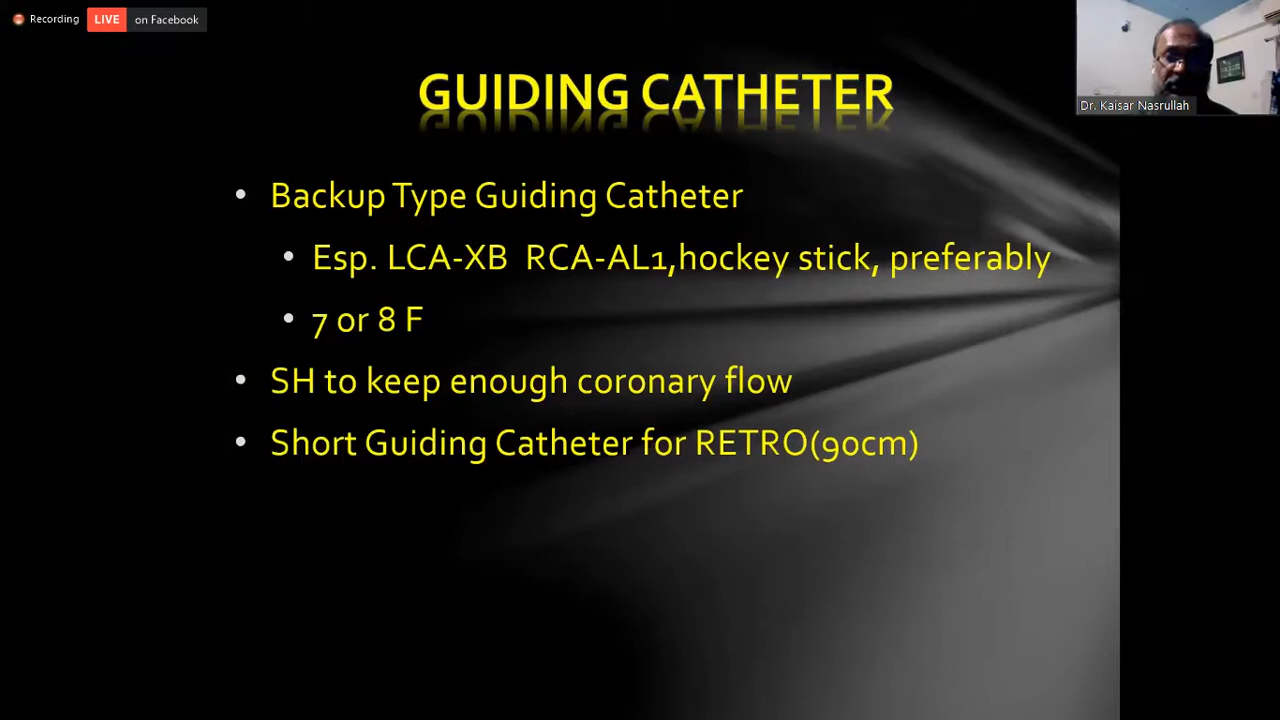 Recording
LIVE on Facebook
GUIDING CATHETER
Dr. Kaisar Nasrullah
• Backup Type Guiding Catheter
• Esp. LCA-XB RCA-AL1,hockey stick, preferably
• 7 or 8 F
• SH to keep enough coronary flow
• Short Guiding Catheter for RETRO(90cm)